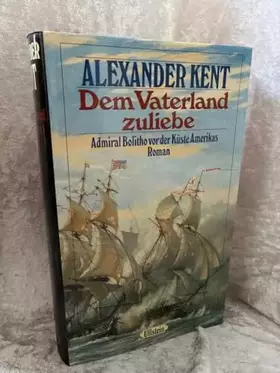 ALEXANDER KENT
Dem Vaterland
zuliebe
Admiral Bolitho vor der Küste Amerikas
Roman
Ullstein